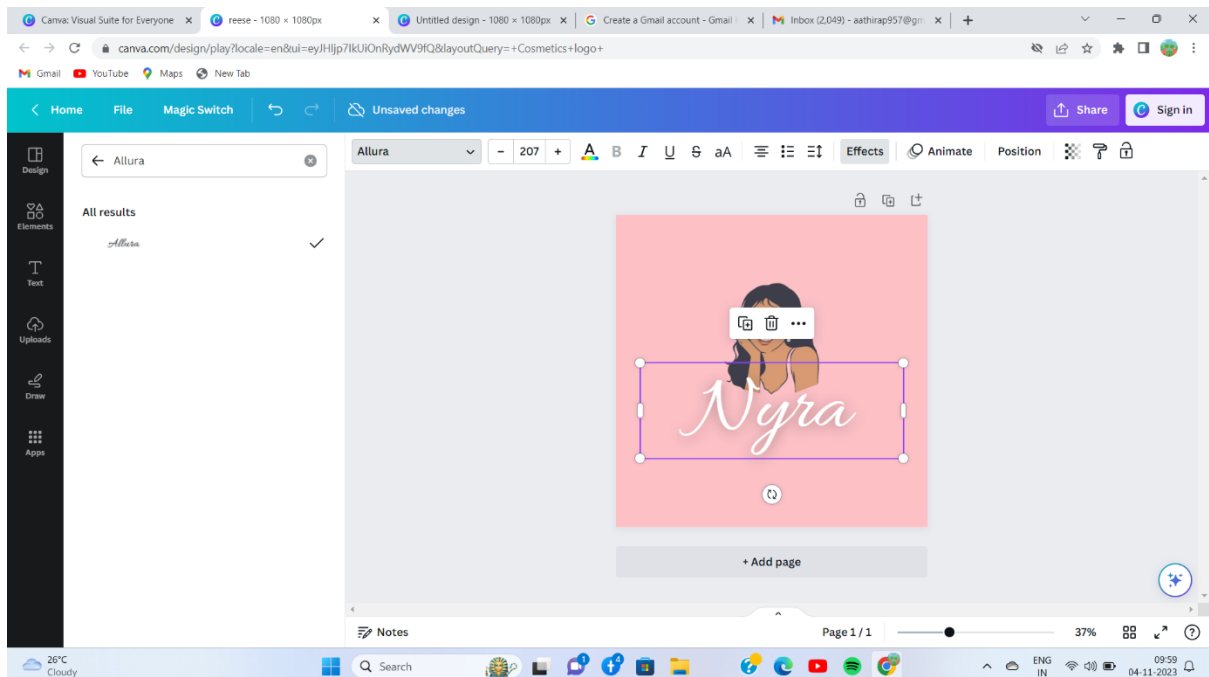 Canva: Visual Suite for Everyone
reese - 1080 × 1080px
Untitled design - 1080 × 1080px
Create a Gmail account - Gmail
Inbox (2,049) - aathirap957@gm
canva.com/design/play?locale=en&ui=eyJHIjp7IkUiOnRydWV9fQ&layoutQuery=+Cosmetics+logo+
Gmail YouTube Maps New Tab
Home File Magic Switch Unsaved changes Share Sign in
Design
Elements
Text
Uploads
Draw
Apps
Allura
All results
Allura
Allura - 207 + A B I U S aA Effects Animate Position
Nyra
+ Add page
Notes Page 1 / 1 37%
26°C
Cloudy
Search
ENG
IN
09:59
04-11-2023